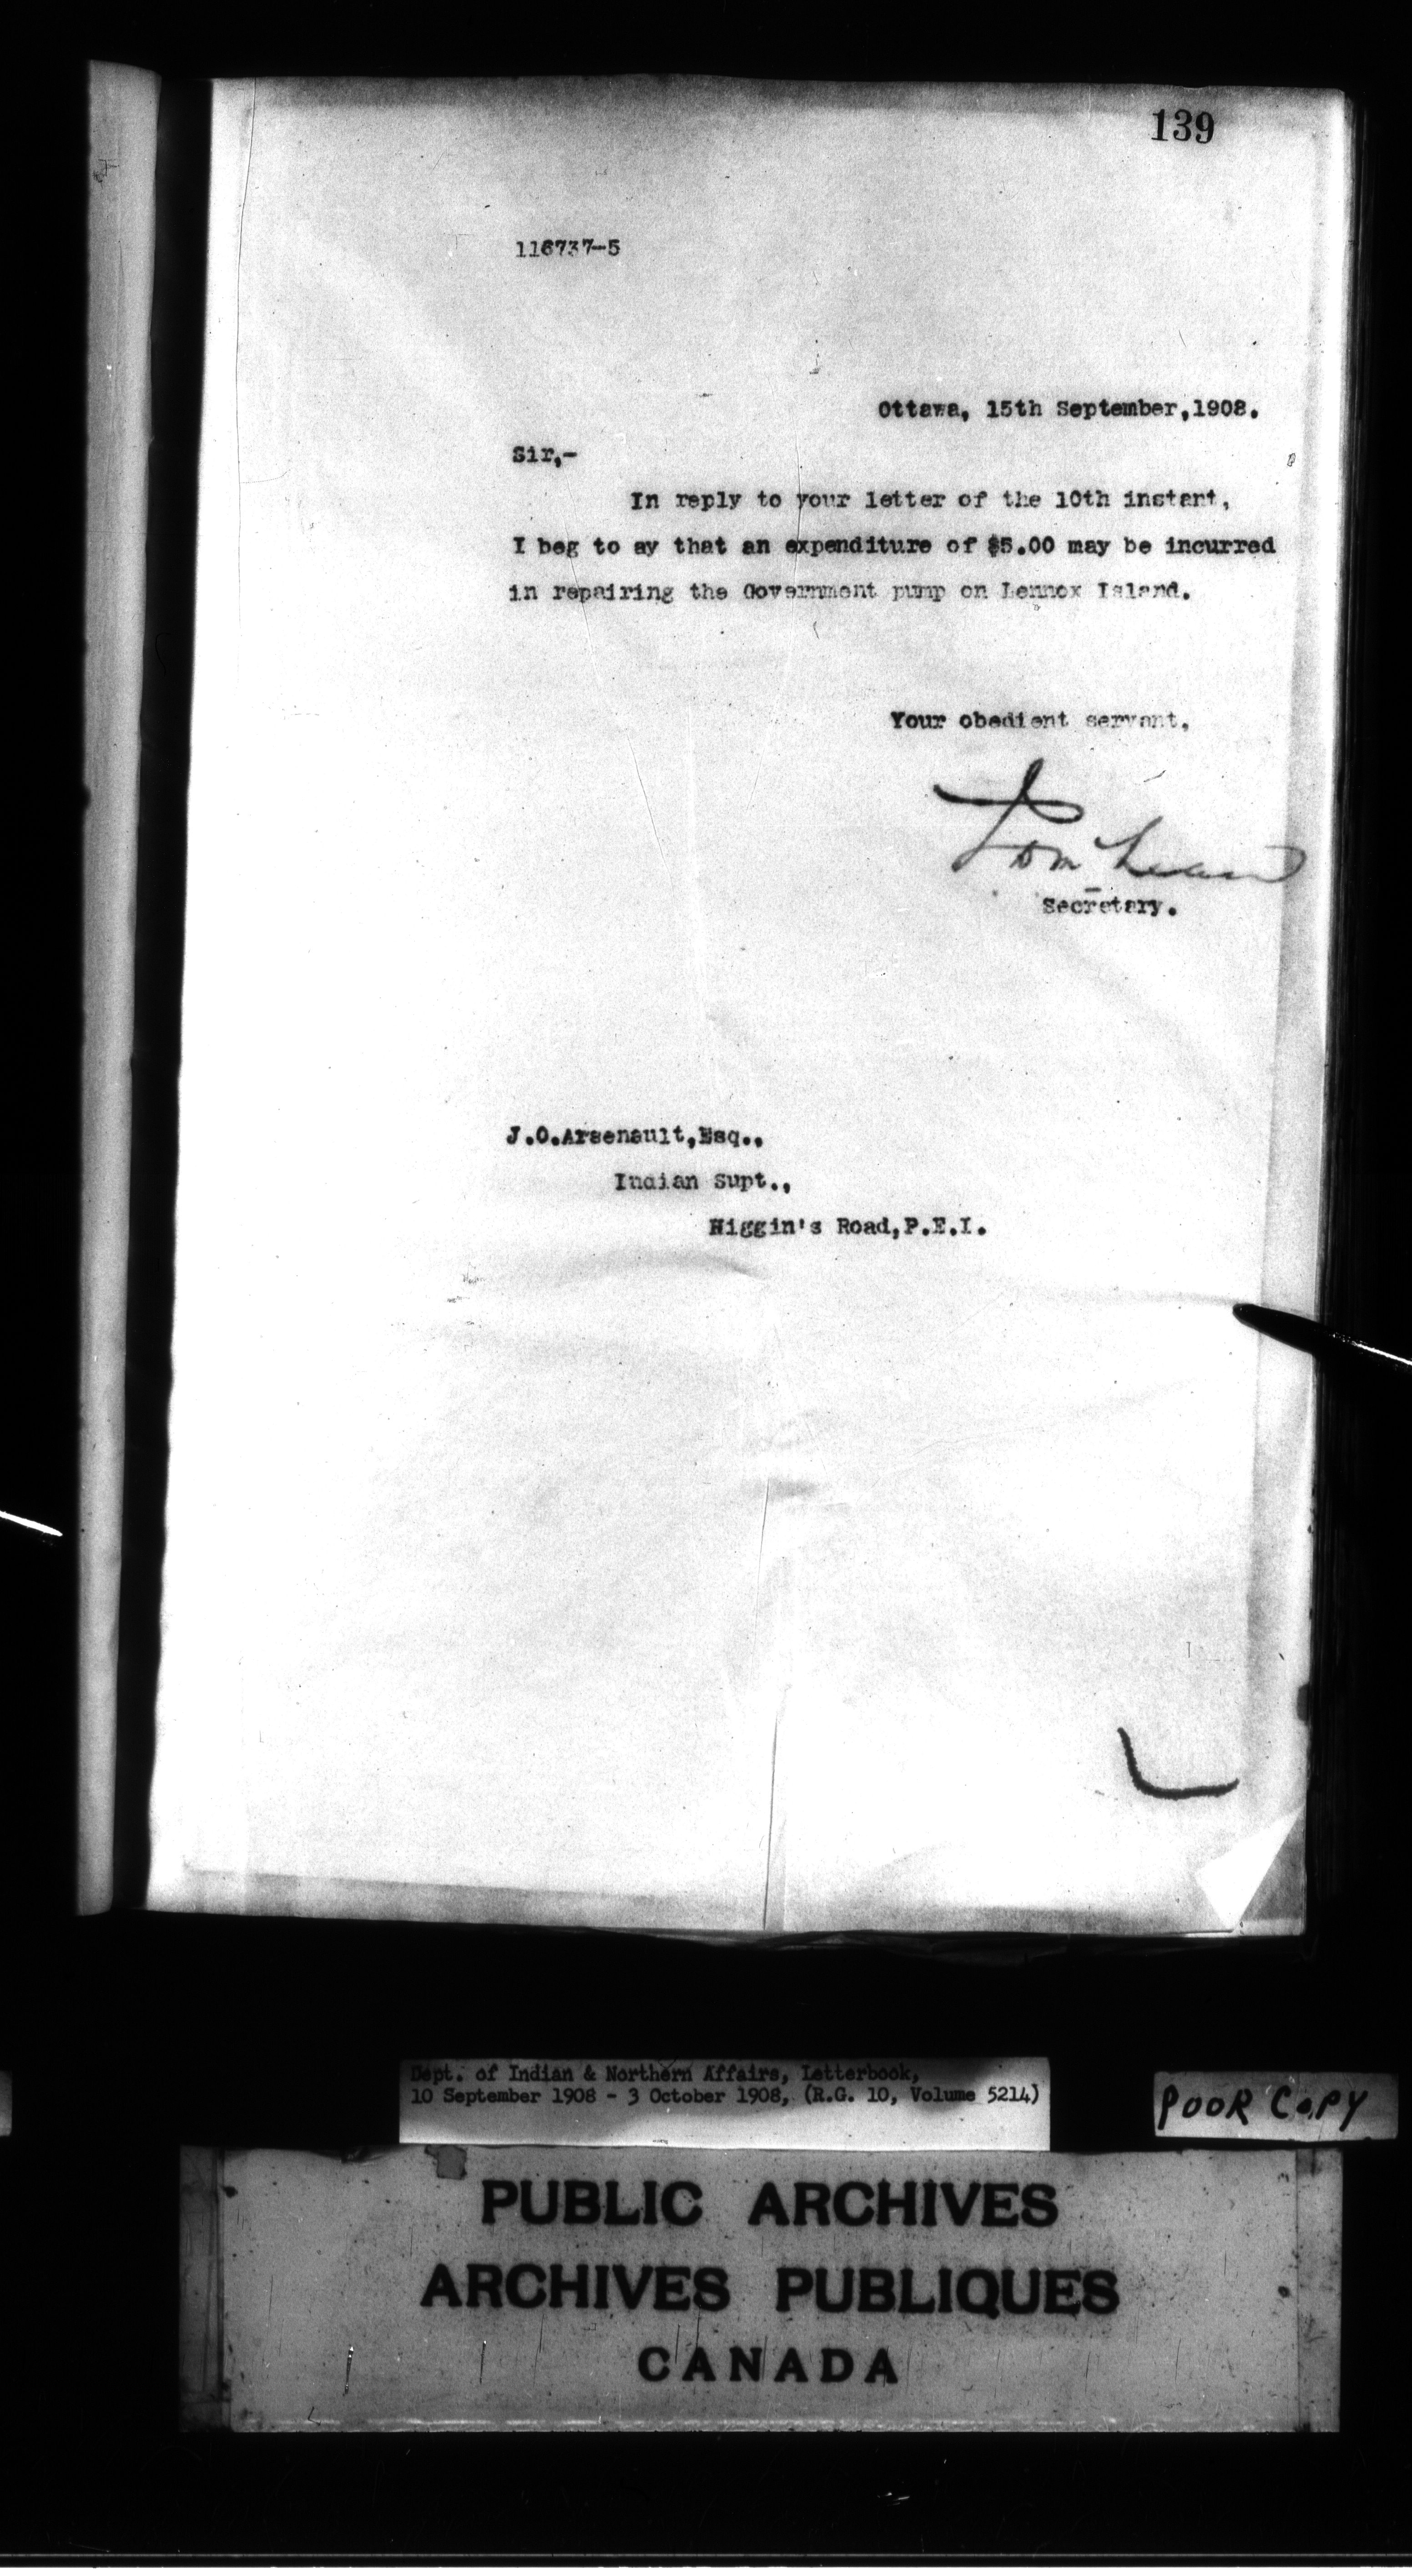 139
116737-5
Ottawa, 15th September,1908.
Sir,-
In reply to your letter of the 10th instant,
I beg to ay that an expenditure of $5.00 may be incurred
in repairing the Government pump on Lennox Island.
Your obedient servant,
Secretary.
J.O.Arsenault,Esq.,
Indian Supt.,
Higgin's Road,P.E.I.
Dept. of Indian & Northern Affairs, Letterbook,
10 September 1908 - 3 October 1908, (R.G. 10, Volume 5214)
POOR COPY
PUBLIC ARCHIVES
ARCHIVES PUBLIQUES
CANADA